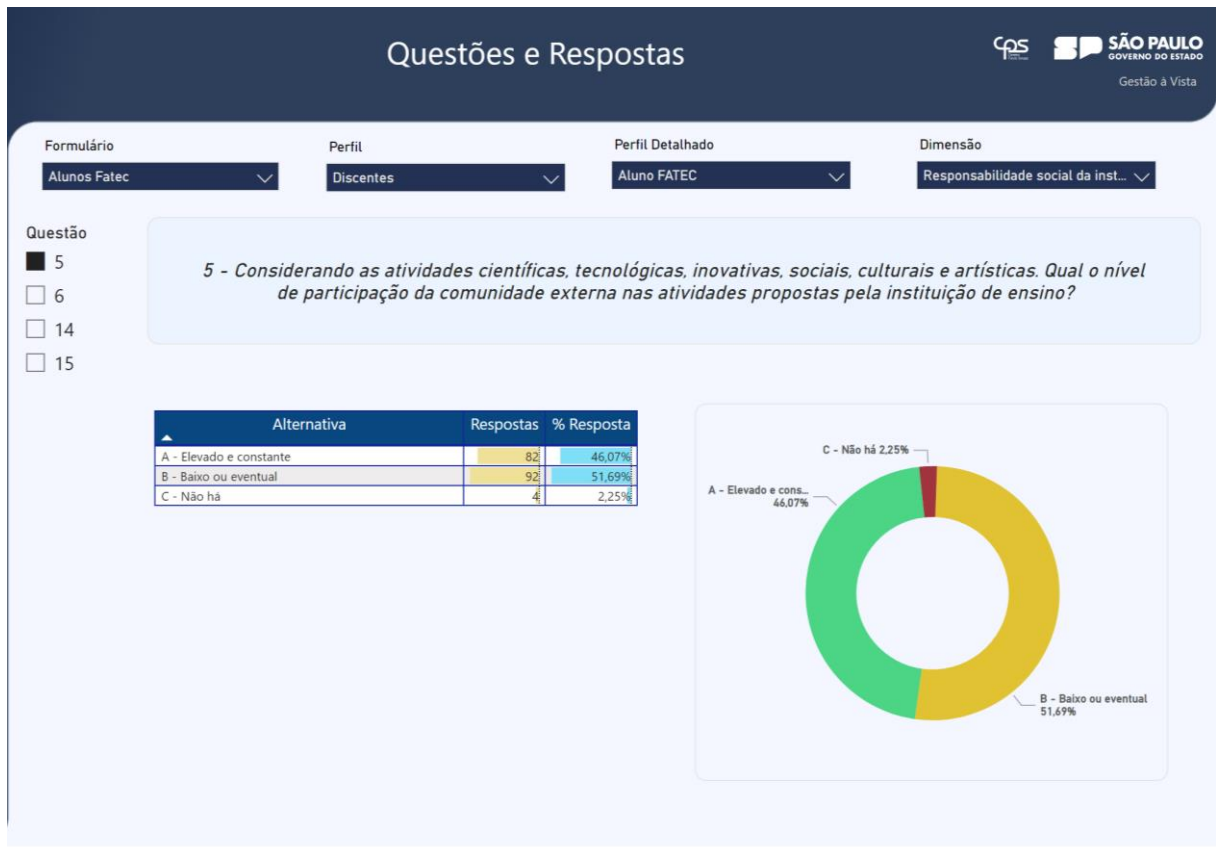 Questões e Respostas
cps
SÃO PAULO
GOVERNO DO ESTADO
Gestão à Vista
Formulário
Alunos Fatec
Perfil
Discentes
Perfil Detalhado
Aluno FATEC
Dimensão
Responsabilidade social da inst...
Questão
5
6
14
15
5 - Considerando as atividades científicas, tecnológicas, inovativas, sociais, culturais e artísticas. Qual o nível
de participação da comunidade externa nas atividades propostas pela instituição de ensino?
Alternativa Respostas % Resposta
A - Elevado e constante 82 46,07%
B - Baixo ou eventual 92 51,69%
C - Não há 4 2,25%
C - Não há 2,25%
A - Elevado e cons...
46,07%
B - Baixo ou eventual
51,69%